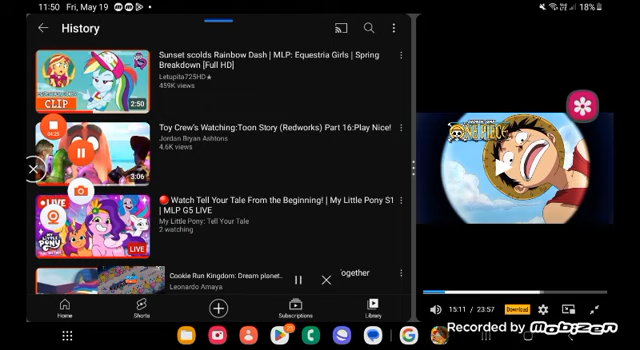 11:50 Fri, May 19
18%
History
Sunset scolds Rainbow Dash | MLP: Equestria Girls | Spring
Breakdown [Full HD]
Letupita725HD★
459K views
CLIP
2:50
Toy Crew's Watching:Toon Story (Redworks) Part 16:Play Nice!
Jordan Bryan Ashtons
4.6K views
3:06
🔴 Watch Tell Your Tale From the Beginning! | My Little Pony S1
| MLP G5 LIVE
My Little Pony: Tell Your Tale
2 watching
LIVE
LIVE
Cookie Run Kingdom: Dream planet..
Leonardo Amaya
ogether
Home
Shorts
Subscriptions
Library
ONE PIECE
15:11 / 23:57
Download
Recorded by mobizen